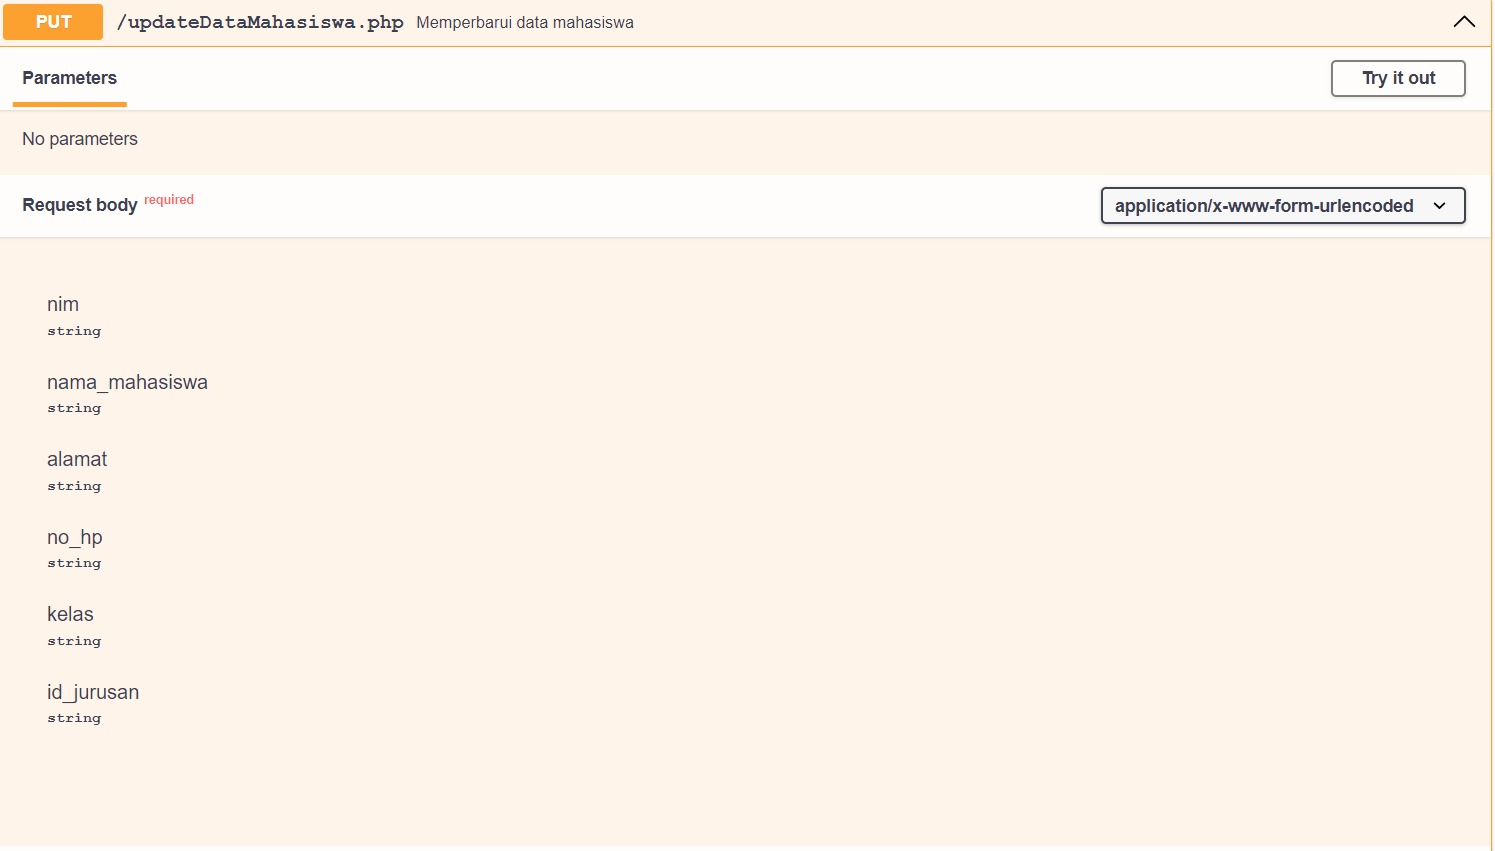 PUT /updateDataMahasiswa.php Memperbarui data mahasiswa
Parameters Try it out
No parameters
Request body required application/x-www-form-urlencoded
nim
string
nama_mahasiswa
string
alamat
string
no_hp
string
kelas
string
id_jurusan
string